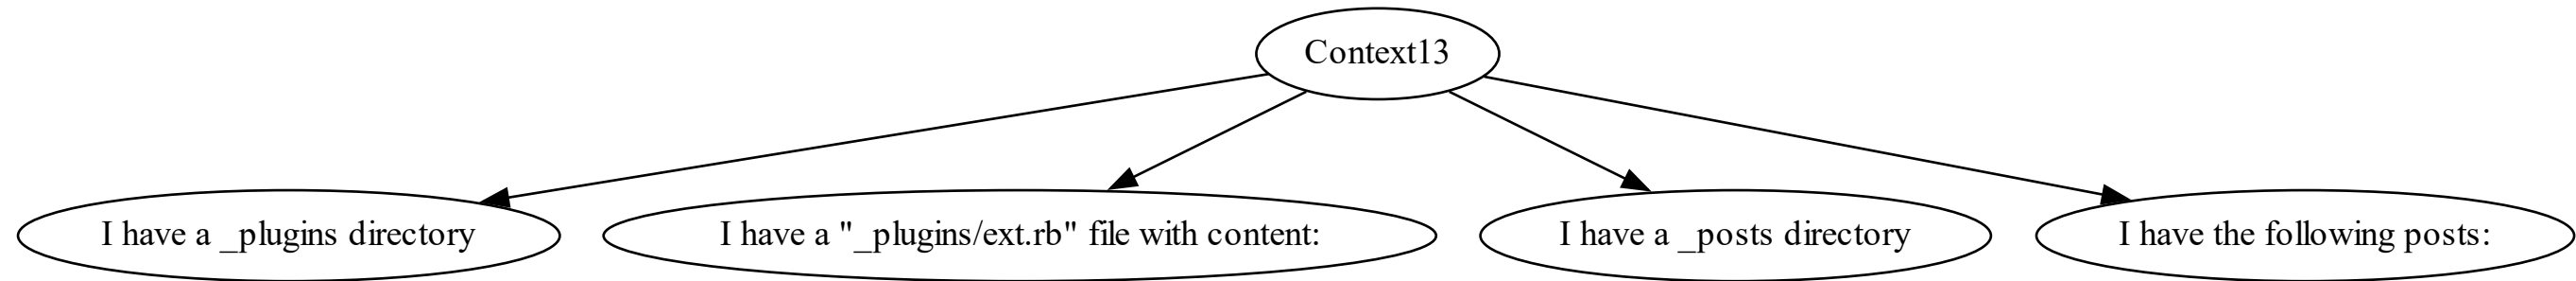 Context13
I have a _plugins directory
I have a "_plugins/ext.rb" file with content:
I have a _posts directory
I have the following posts: